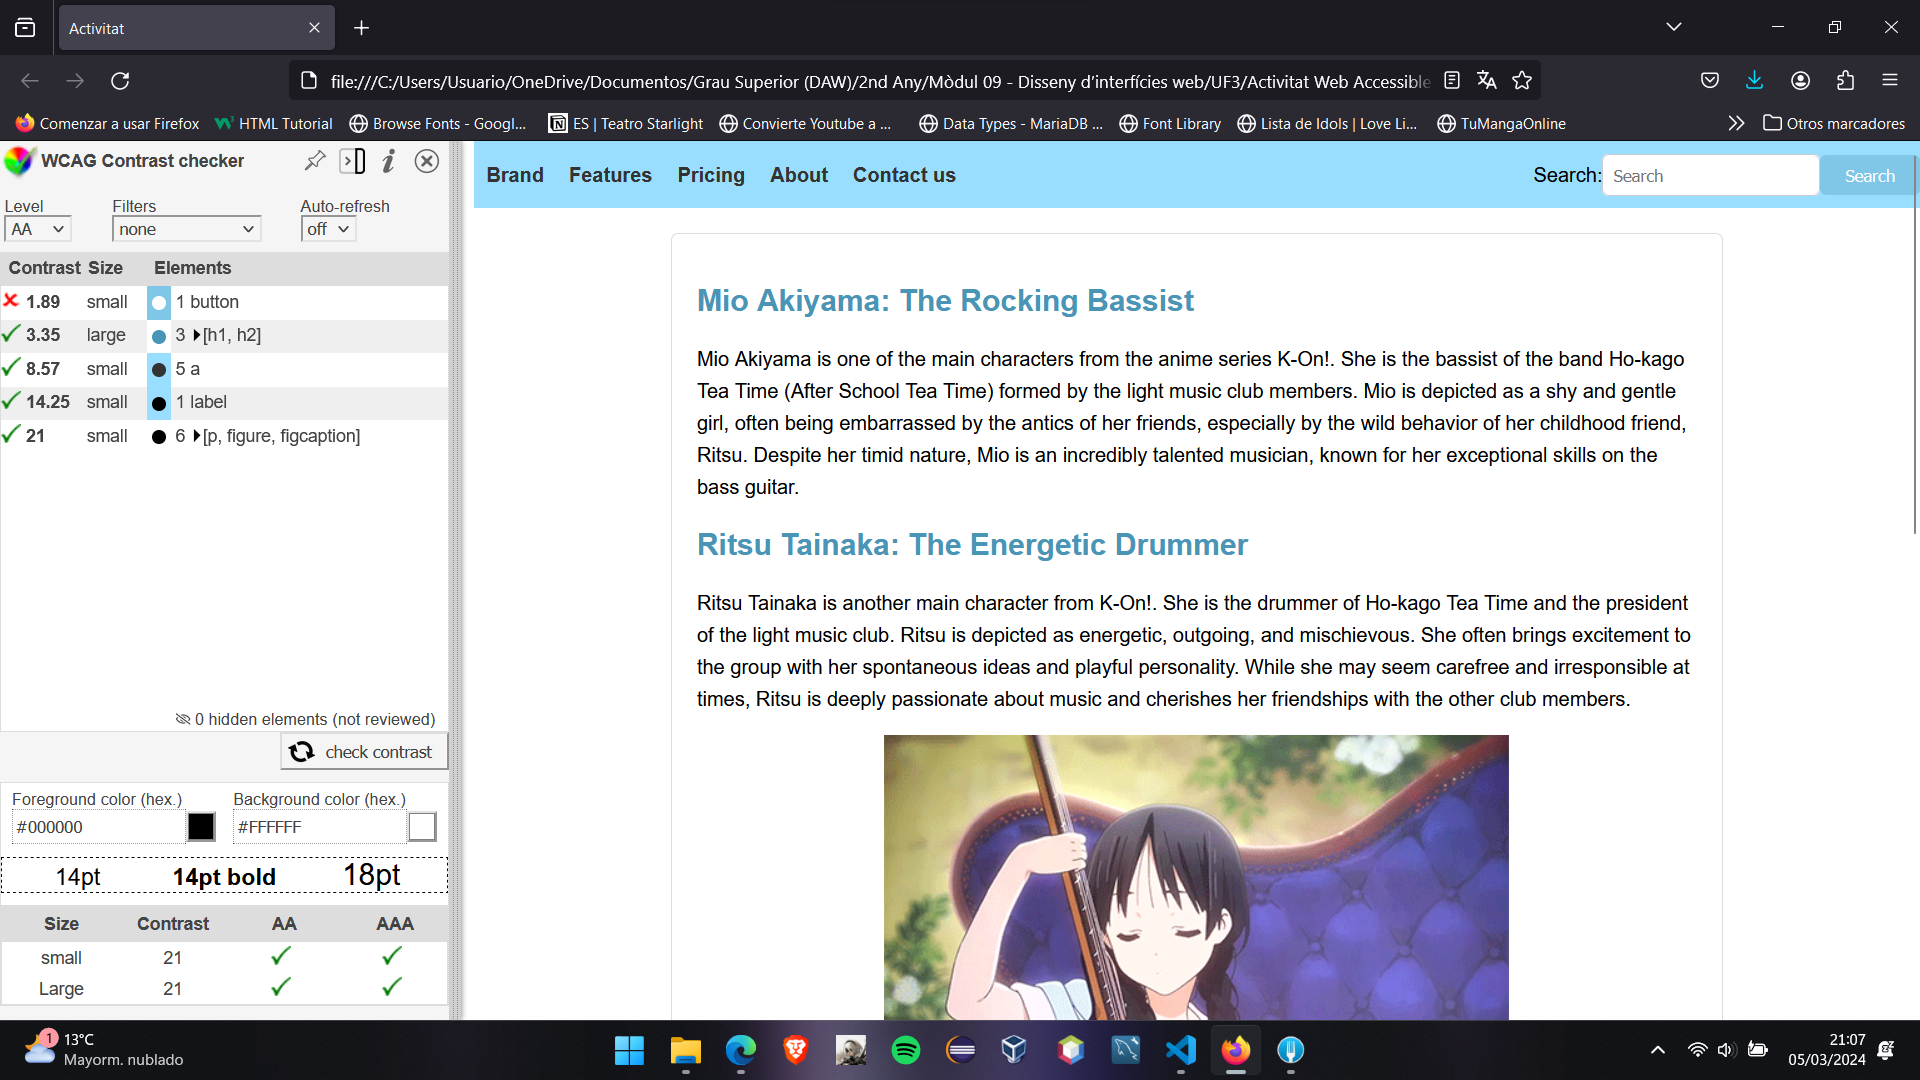 Activitat
file:///C:/Users/Usuario/OneDrive/Documentos/Grau Superior (DAW)/2nd Any/Mòdul 09 - Disseny d’interfícies web/UF3/Activitat Web Accessible
Comenzar a usar Firefox
HTML Tutorial
Browse Fonts - Googl...
ES | Teatro Starlight
Convierte Youtube a ...
Data Types - MariaDB ...
Font Library
Lista de Idols | Love Li...
TuMangaOnline
Otros marcadores
WCAG Contrast checker
Level
Filters
Auto-refresh
AA
none
off
Contrast Size Elements
1.89 small 1 button
3.35 large 3 [h1, h2]
8.57 small 5 a
14.25 small 1 label
21 small 6 [p, figure, figcaption]
0 hidden elements (not reviewed)
check contrast
Foreground color (hex.)
Background color (hex.)
#000000
#FFFFFF
14pt 14pt bold 18pt
Size Contrast AA AAA
small 21
Large 21
Brand Features Pricing About Contact us
Search: Search Search
Mio Akiyama: The Rocking Bassist
Mio Akiyama is one of the main characters from the anime series K-On!. She is the bassist of the band Ho-kago
Tea Time (After School Tea Time) formed by the light music club members. Mio is depicted as a shy and gentle
girl, often being embarrassed by the antics of her friends, especially by the wild behavior of her childhood friend,
Ritsu. Despite her timid nature, Mio is an incredibly talented musician, known for her exceptional skills on the
bass guitar.
Ritsu Tainaka: The Energetic Drummer
Ritsu Tainaka is another main character from K-On!. She is the drummer of Ho-kago Tea Time and the president
of the light music club. Ritsu is depicted as energetic, outgoing, and mischievous. She often brings excitement to
the group with her spontaneous ideas and playful personality. While she may seem carefree and irresponsible at
times, Ritsu is deeply passionate about music and cherishes her friendships with the other club members.
1
13°C
Mayorm. nublado
21:07
05/03/2024